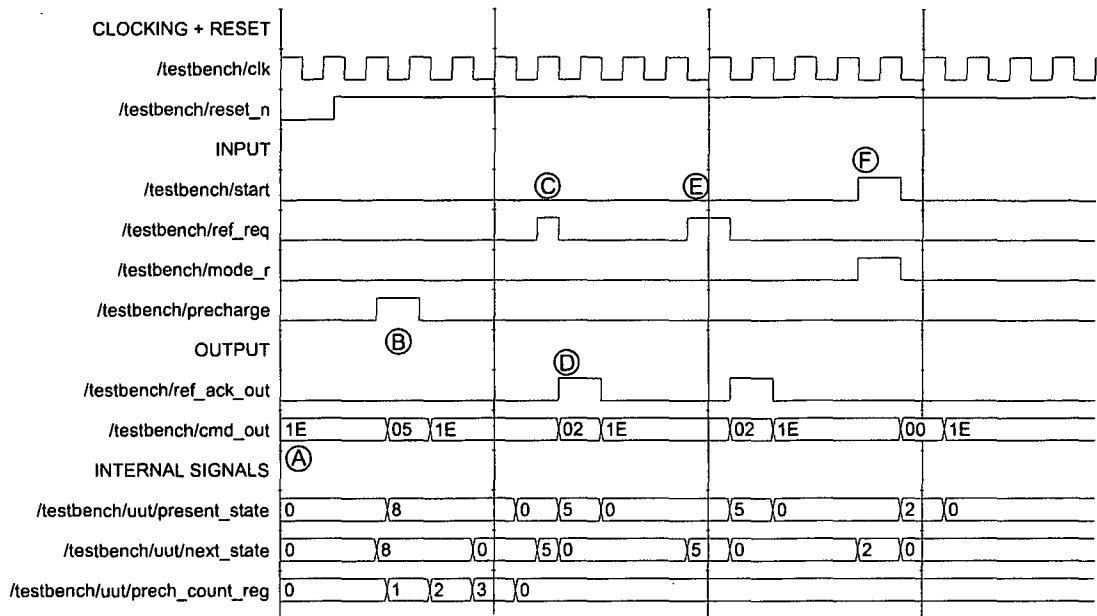 CLOCKING + RESET
/testbench/clk
/testbench/reset_n
INPUT
F
/testbench/start
C
E
/testbench/ref_req
/testbench/mode_r
/testbench/precharge
B
OUTPUT
D
/testbench/ref_ack_out
/testbench/cmd_out 1E 05 1E 02 1E 02 1E 00 1E
A
INTERNAL SIGNALS
/testbench/uut/present_state 0 8 0 5 0 5 0 2 0
/testbench/uut/next_state 0 8 0 5 0 5 0 2 0
/testbench/uut/prech_count_reg 0 1 2 3 0